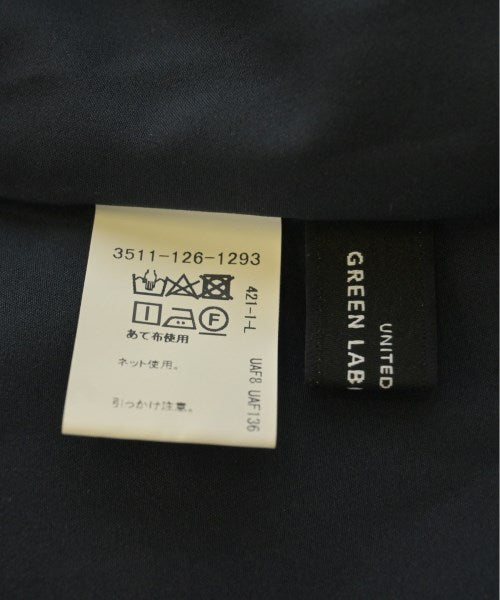 3511-126-1293
あて布使用
ネット使用。
引っかけ注意。
421-1-L
UAF8 UAF136
UNITED
GREEN LAB